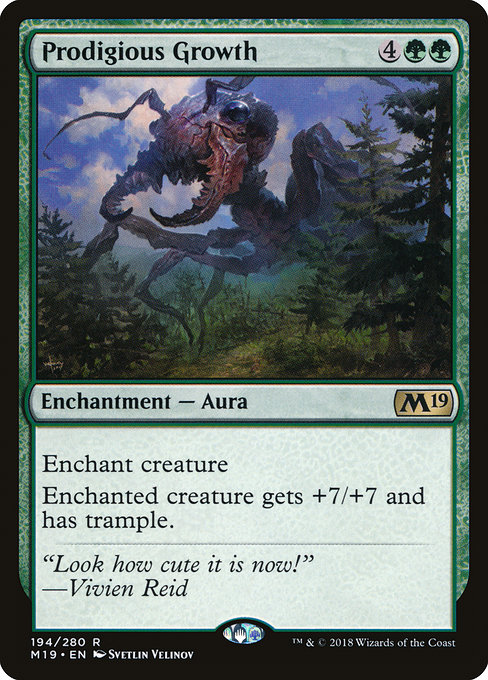 Prodigious Growth 4
Enchantment — Aura
M19
Enchant creature
Enchanted creature gets +7/+7 and
has trample.
“Look how cute it is now!”
—Vivien Reid
194/280 R
M19 • EN Svetlin Velinov
™ & © 2018 Wizards of the Coast